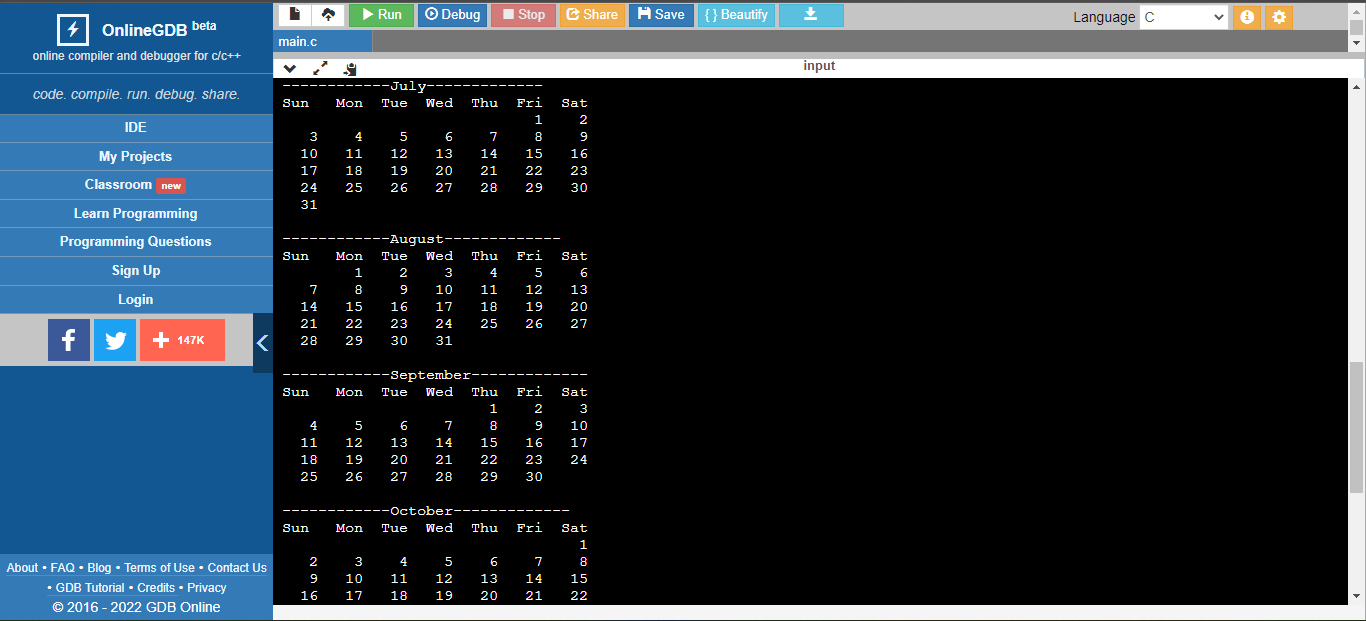 OnlineGDB beta
online compiler and debugger for c/c++
code. compile. run. debug. share.
IDE
My Projects
Classroom new
Learn Programming
Programming Questions
Sign Up
Login
f + 147K
About • FAQ • Blog • Terms of Use • Contact Us
• GDB Tutorial • Credits • Privacy
© 2016 - 2022 GDB Online
Run Debug Stop Share Save { } Beautify Language C
main.c
input
------------July-------------
Sun Mon Tue Wed Thu Fri Sat
1 2
3 4 5 6 7 8 9
10 11 12 13 14 15 16
17 18 19 20 21 22 23
24 25 26 27 28 29 30
31
------------August-------------
Sun Mon Tue Wed Thu Fri Sat
1 2 3 4 5 6
7 8 9 10 11 12 13
14 15 16 17 18 19 20
21 22 23 24 25 26 27
28 29 30 31
------------September-------------
Sun Mon Tue Wed Thu Fri Sat
1 2 3
4 5 6 7 8 9 10
11 12 13 14 15 16 17
18 19 20 21 22 23 24
25 26 27 28 29 30
------------October-------------
Sun Mon Tue Wed Thu Fri Sat
1
2 3 4 5 6 7 8
9 10 11 12 13 14 15
16 17 18 19 20 21 22